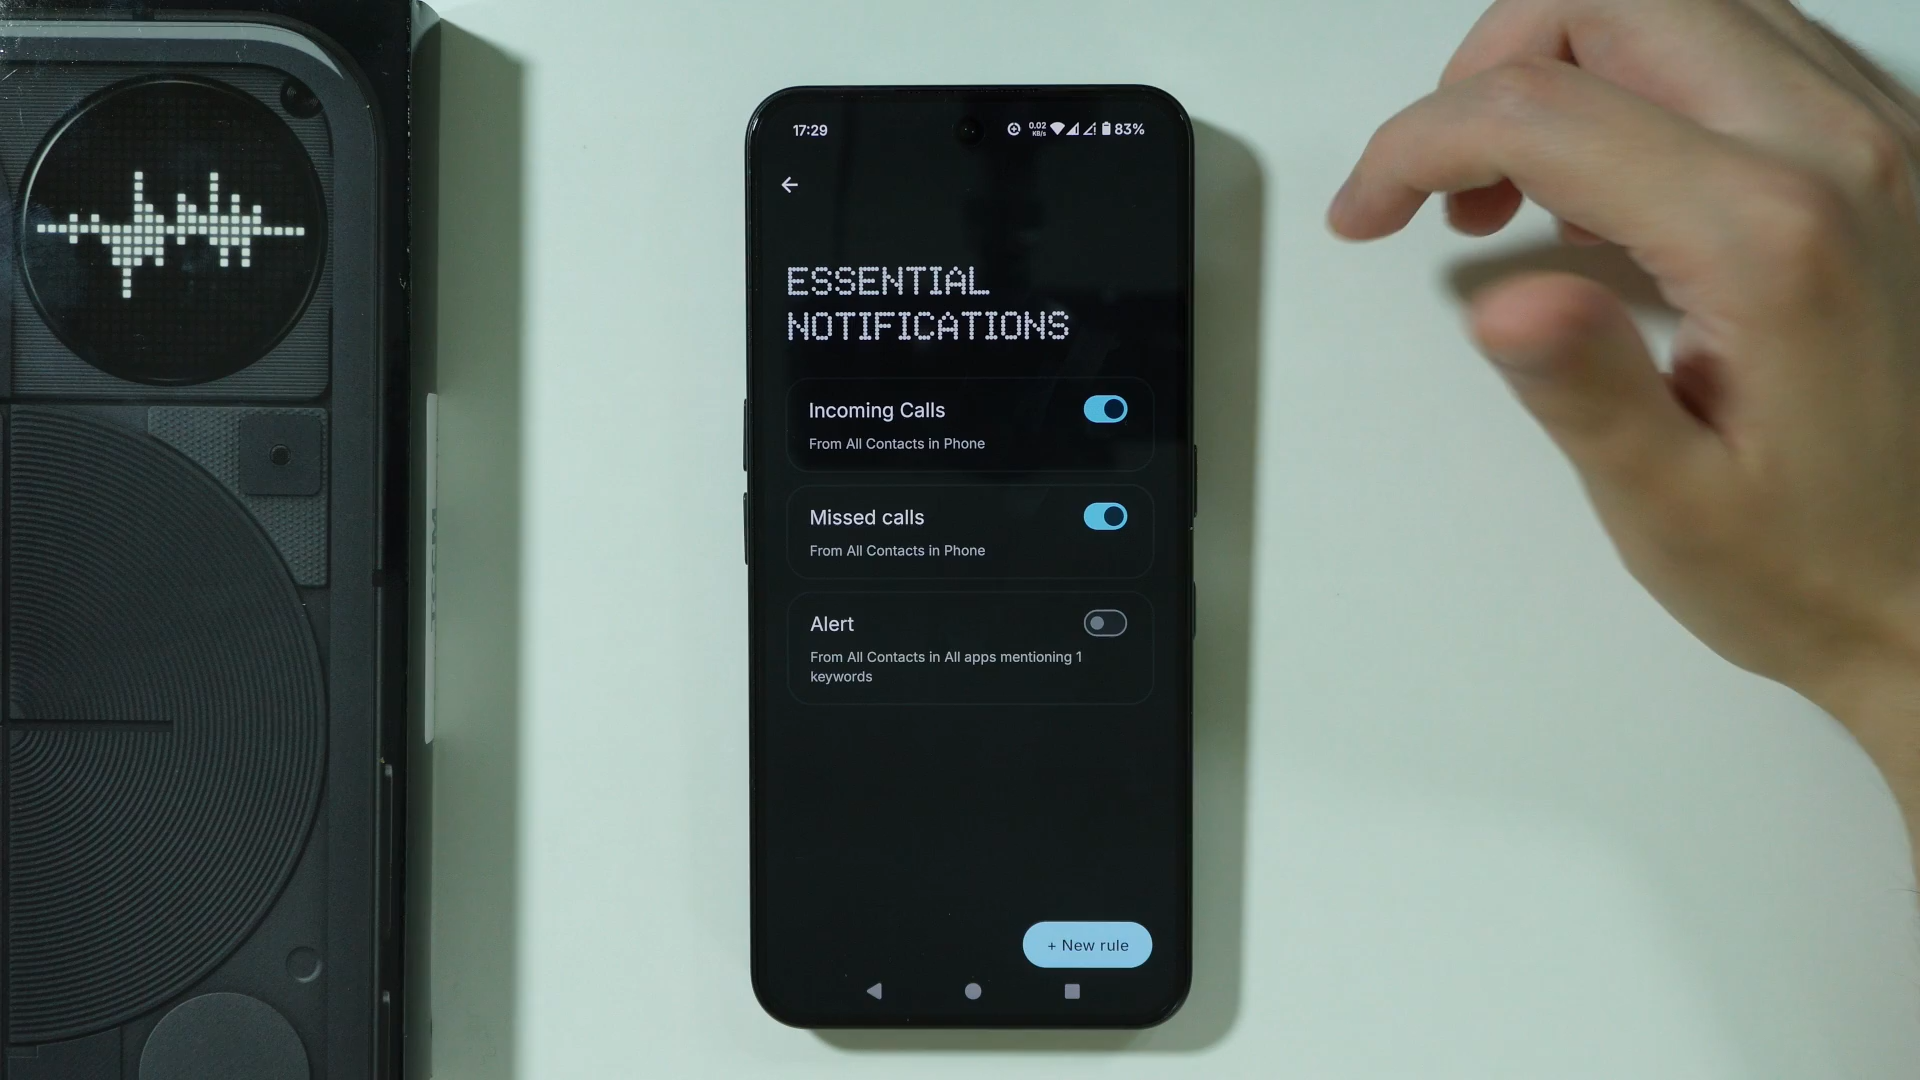 17:29
0.02
KB/s
83%
ESSENTIAL
NOTIFICATIONS
Incoming Calls
From All Contacts in Phone
Missed calls
From All Contacts in Phone
Alert
From All Contacts in All apps mentioning 1
keywords
+ New rule